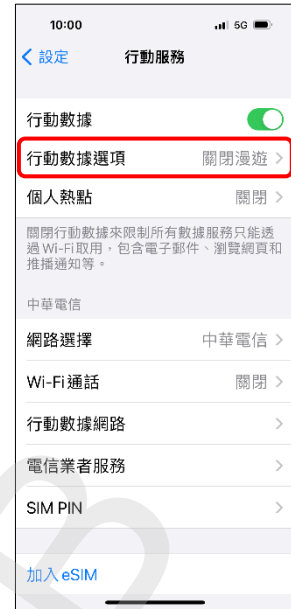 10:00 5G
設定 行動服務
行動數據
行動數據選項 關閉漫遊
個人熱點 關閉
關閉行動數據來限制所有數據服務只能透
過 Wi-Fi 取用，包含電子郵件、瀏覽網頁和
推播通知等。
中華電信
網路選擇 中華電信
Wi-Fi 通話 關閉
行動數據網路
電信業者服務
SIM PIN
加入 eSIM